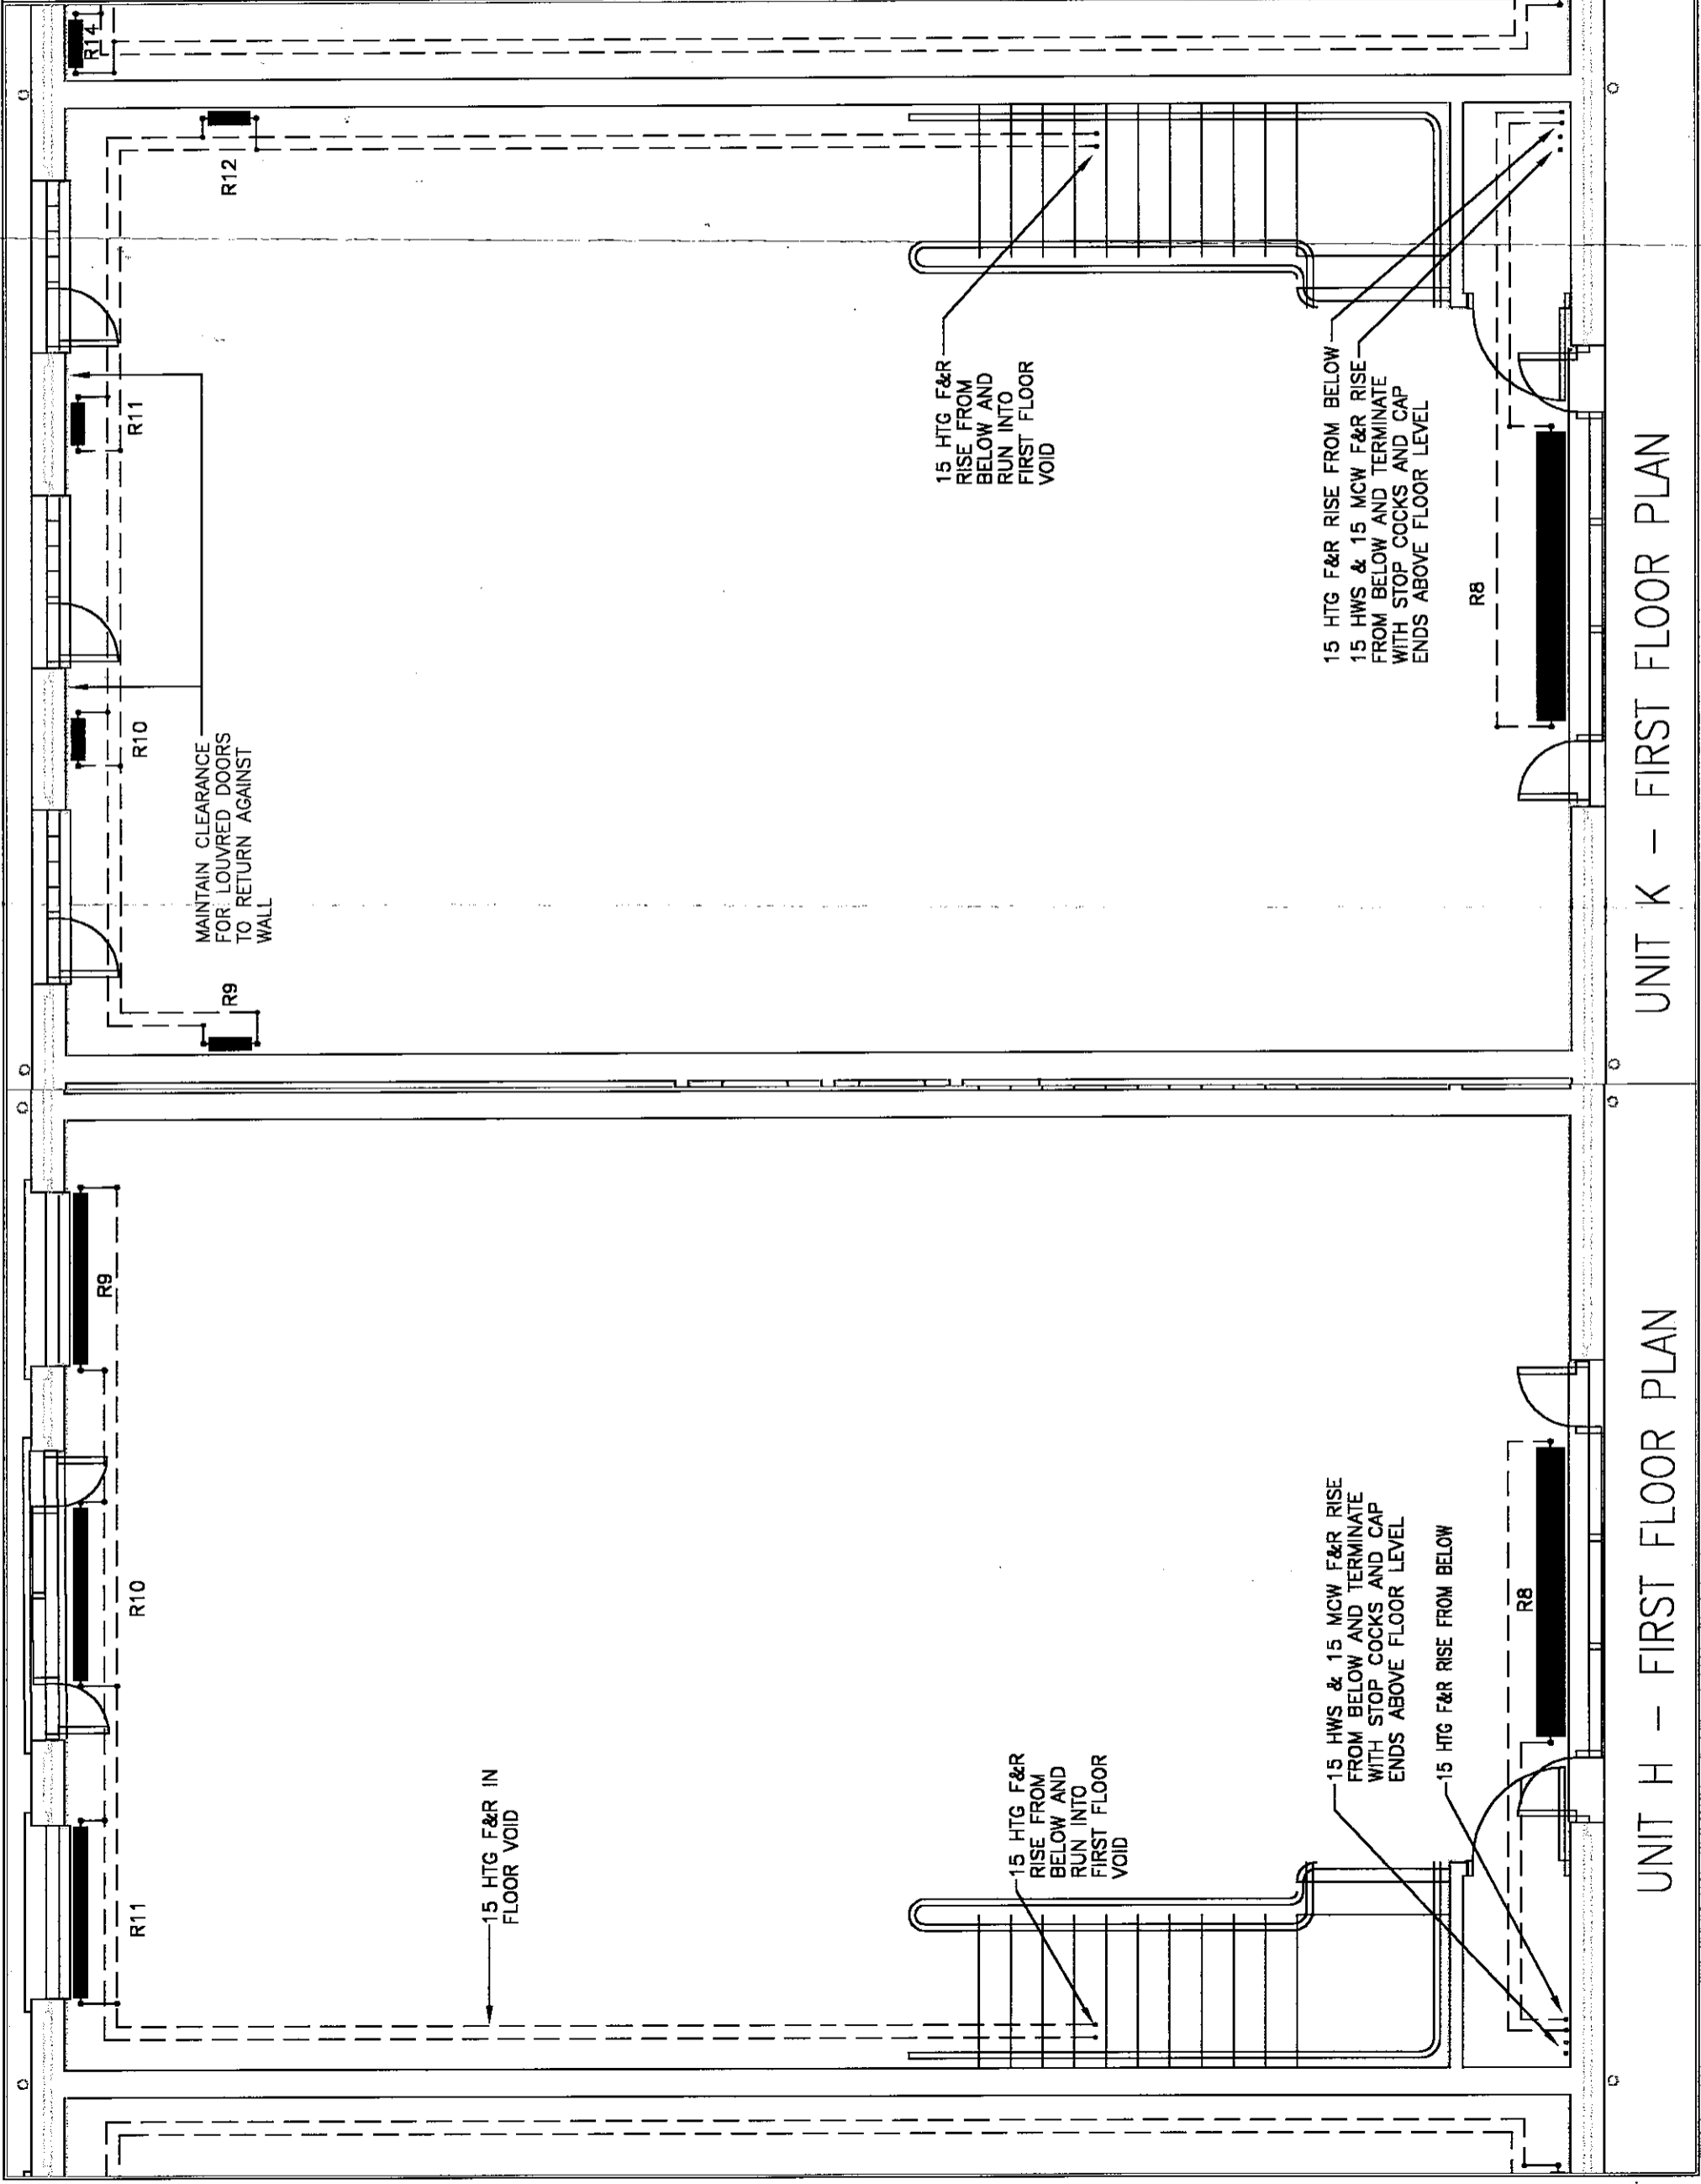 R11
R10
R9
15 HTG F&R IN
FLOOR VOID
15 HTG F&R
RISE FROM
BELOW AND
RUN INTO
FIRST FLOOR
VOID
15 HWS & 15 MCW F&R RISE
FROM BELOW AND TERMINATE
WITH STOP COCKS AND CAP
ENDS ABOVE FLOOR LEVEL
15 HTG F&R RISE FROM BELOW
R8
UNIT H - FIRST FLOOR PLAN
R9
R10
R11
R12
R14
MAINTAIN CLEARANCE
FOR LOUVRED DOORS
TO RETURN AGAINST
WALL
15 HTG F&R
RISE FROM
BELOW AND
RUN INTO
FIRST FLOOR
VOID
15 HTG F&R RISE FROM BELOW
15 HWS & 15 MCW F&R RISE
FROM BELOW AND TERMINATE
WITH STOP COCKS AND CAP
ENDS ABOVE FLOOR LEVEL
R8
UNIT K - FIRST FLOOR PLAN